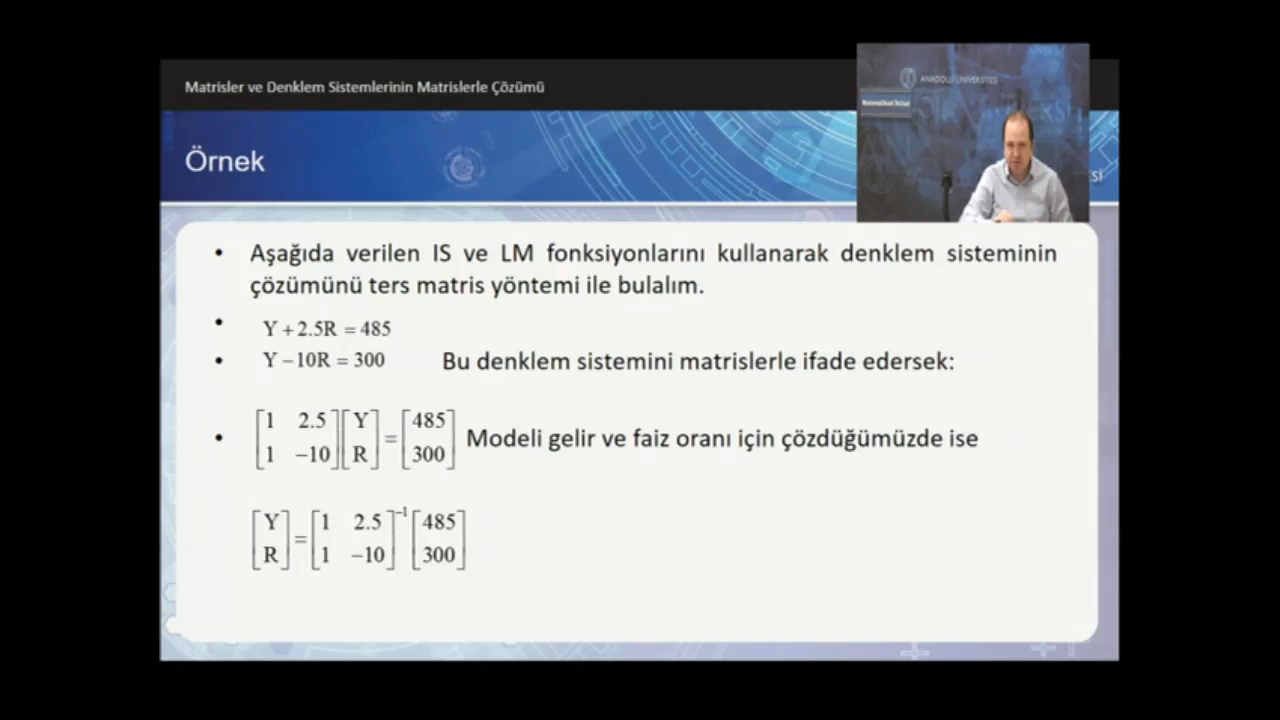 Matrisler ve Denklem Sistemlerinin Matrislerle Çözümü
ANADOLU ÜNİVERSİTESİ
Matematiksel İktisat
Örnek
• Aşağıda verilen IS ve LM fonksiyonlarını kullanarak denklem sisteminin
çözümünü ters matris yöntemi ile bulalım.
• Y + 2.5R = 485
• Y − 10R = 300 Bu denklem sistemini matrislerle ifade edersek:
• [1 2.5; 1 −10] [Y; R] = [485; 300] Modeli gelir ve faiz oranı için çözdüğümüzde ise
[Y; R] = [1 2.5; 1 −10]⁻¹ [485; 300]